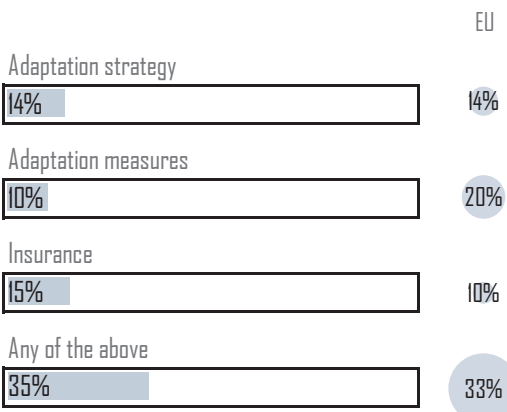 EU
Adaptation strategy
14% 14%
Adaptation measures
10% 20%
Insurance
15% 10%
Any of the above
35% 33%